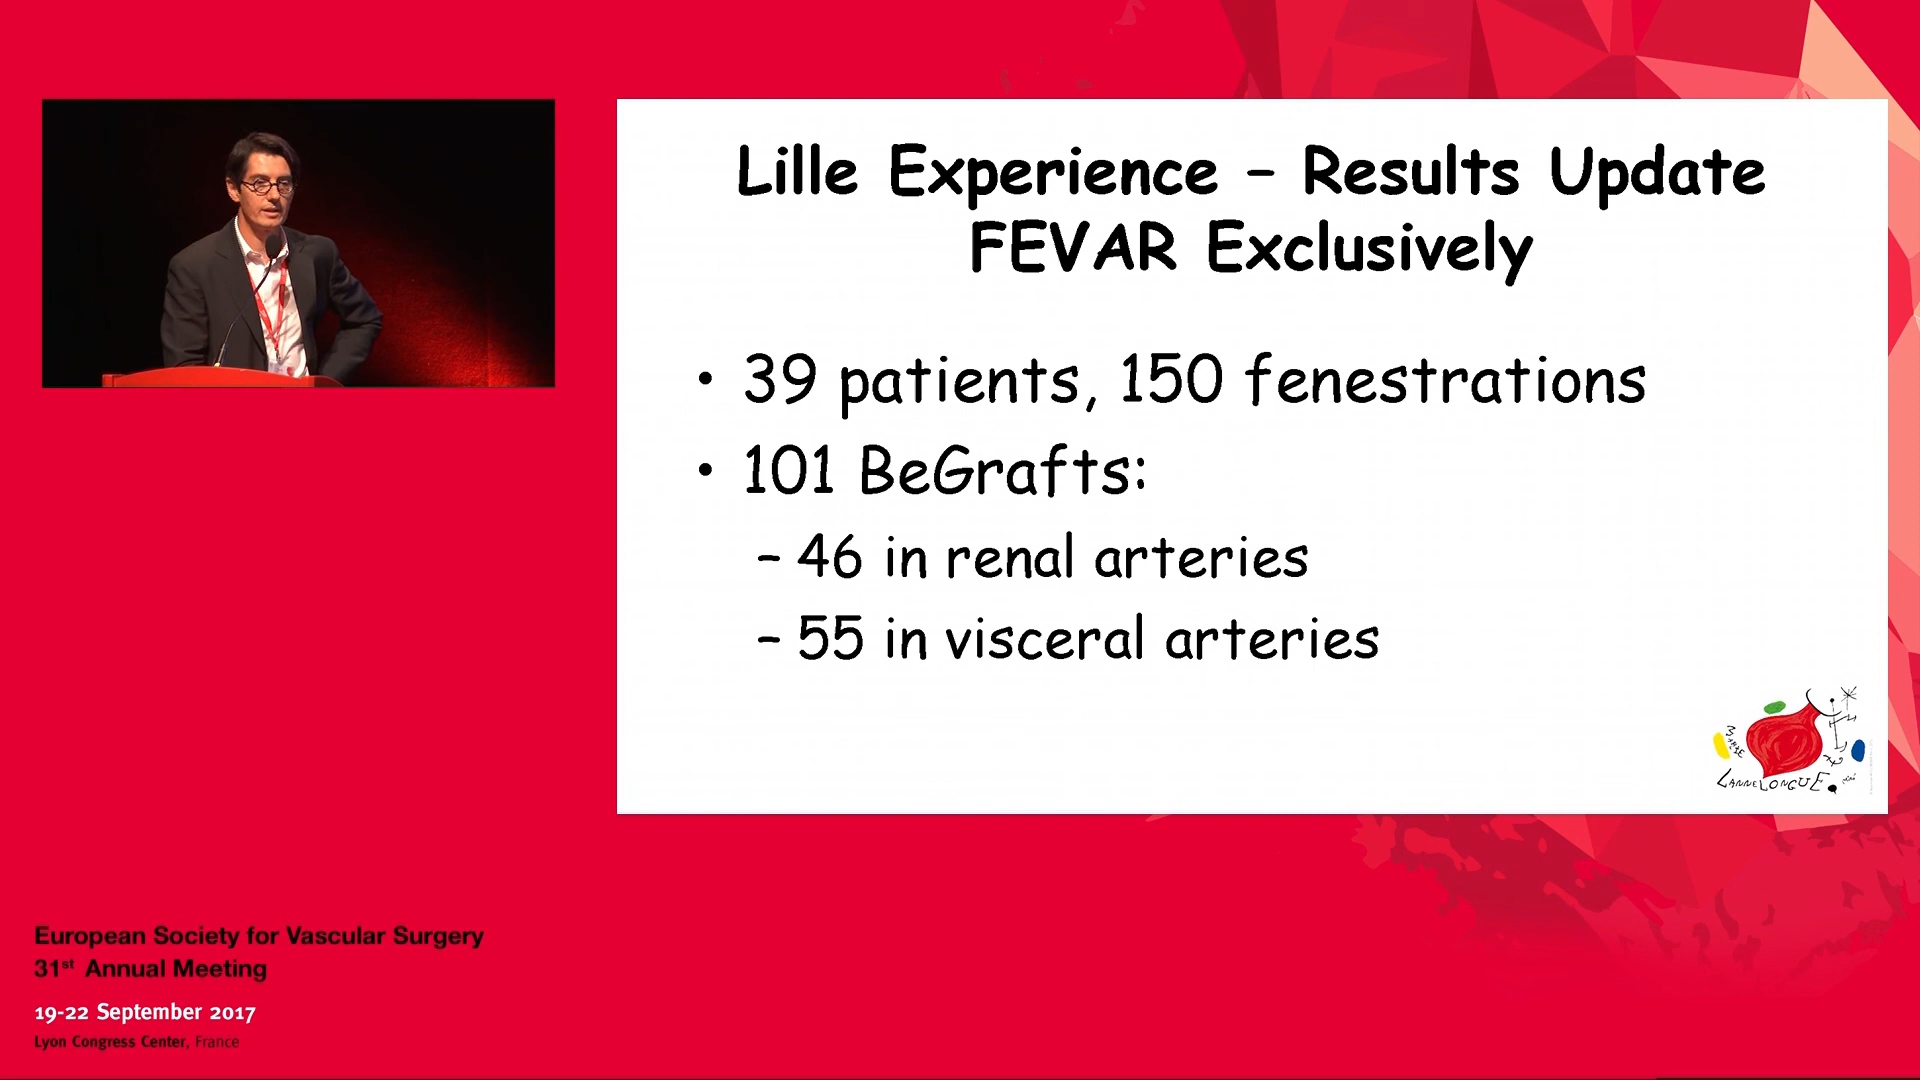 Lille Experience – Results Update
FEVAR Exclusively
• 39 patients, 150 fenestrations
• 101 BeGrafts:
– 46 in renal arteries
– 55 in visceral arteries
LANNELONGUE
European Society for Vascular Surgery
31st Annual Meeting
19-22 September 2017
Lyon Congress Center, France